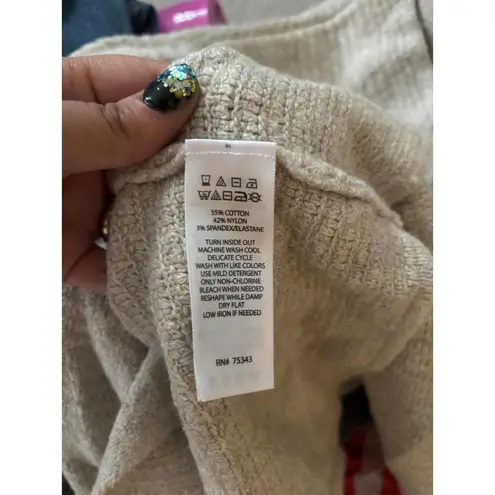 55% COTTON
42% NYLON
3% SPANDEX/ELASTANE
TURN INSIDE OUT
MACHINE WASH COOL
DELICATE CYCLE
WASH WITH LIKE COLORS
USE MILD DETERGENT
ONLY NON-CHLORINE
BLEACH WHEN NEEDED
RESHAPE WHILE DAMP
DRY FLAT
LOW IRON IF NEEDED
RN# 75343